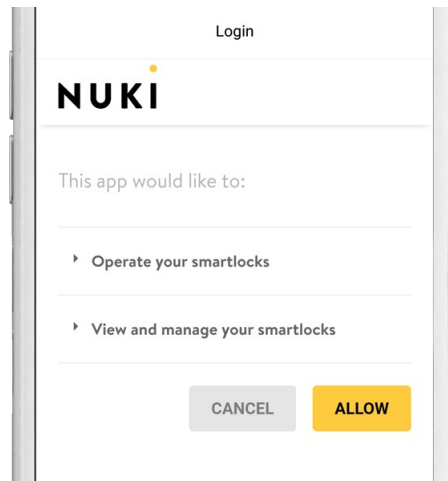 Login
NUKI
This app would like to:
Operate your smartlocks
View and manage your smartlocks
CANCEL
ALLOW